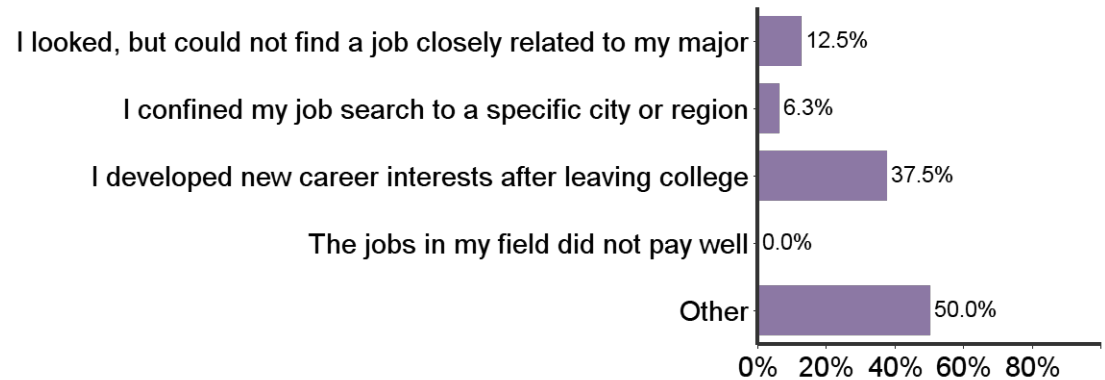 I looked, but could not find a job closely related to my major 12.5%
I confined my job search to a specific city or region 6.3%
I developed new career interests after leaving college 37.5%
The jobs in my field did not pay well 0.0%
Other 50.0%
0% 20% 40% 60% 80%